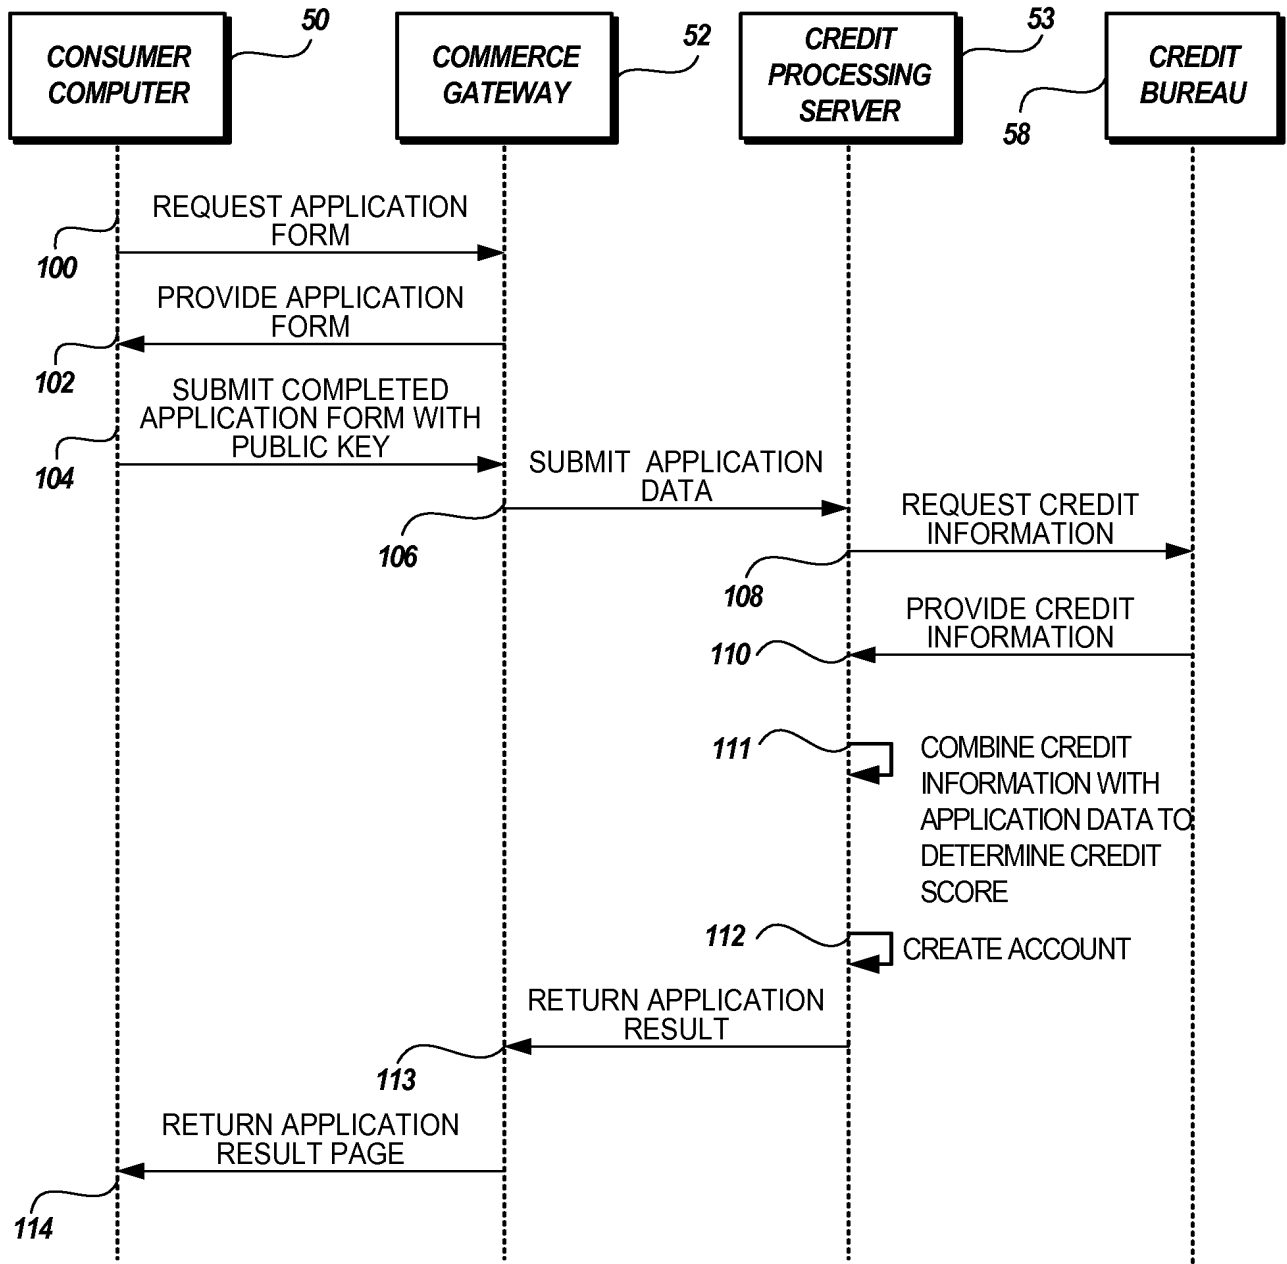 50
CONSUMER
COMPUTER
52
COMMERCE
GATEWAY
53
CREDIT
PROCESSING
SERVER
58
CREDIT
BUREAU
REQUEST APPLICATION
FORM
100
PROVIDE APPLICATION
FORM
102
SUBMIT COMPLETED
APPLICATION FORM WITH
PUBLIC KEY
104
SUBMIT APPLICATION
DATA
106
REQUEST CREDIT
INFORMATION
108
PROVIDE CREDIT
INFORMATION
110
111
COMBINE CREDIT
INFORMATION WITH
APPLICATION DATA TO
DETERMINE CREDIT
SCORE
112
CREATE ACCOUNT
RETURN APPLICATION
RESULT
113
RETURN APPLICATION
RESULT PAGE
114